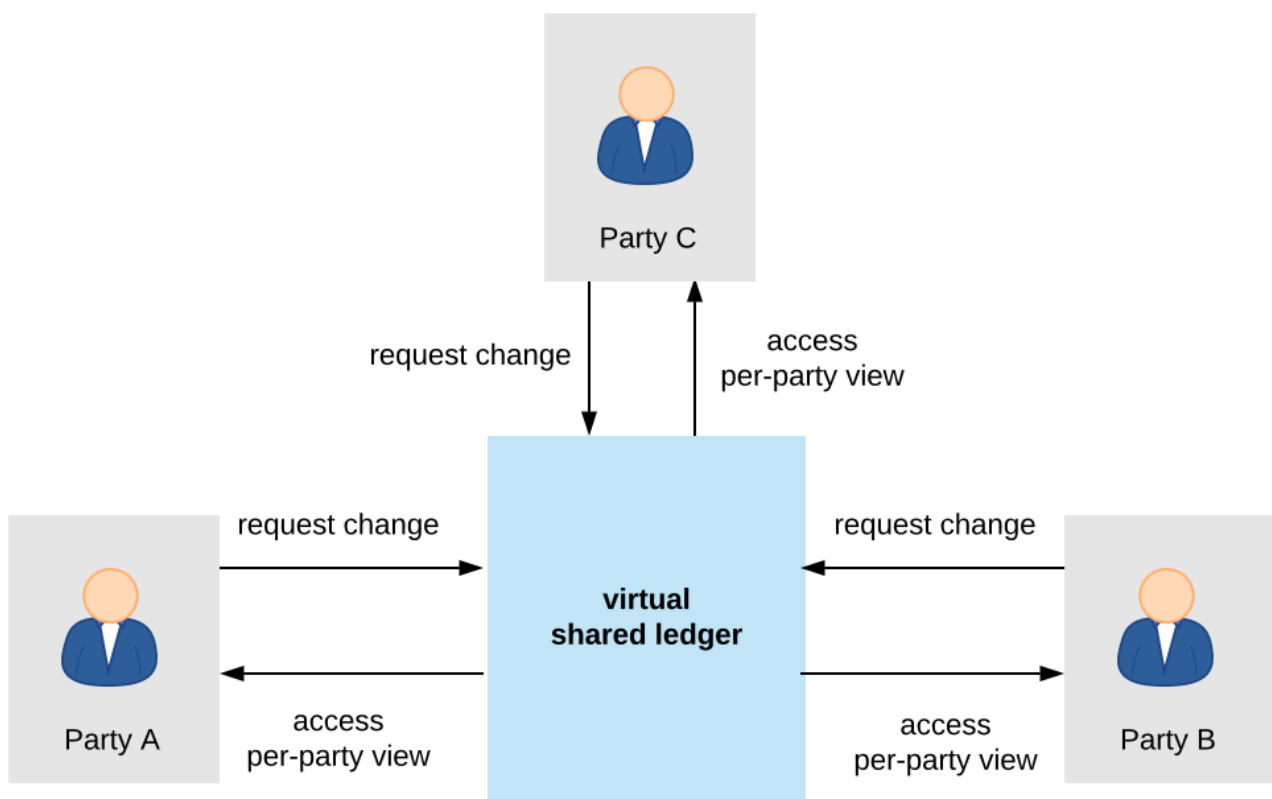 Party C
request change
access
per-party view
request change
request change
virtual
shared ledger
Party A
access
per-party view
access
per-party view
Party B